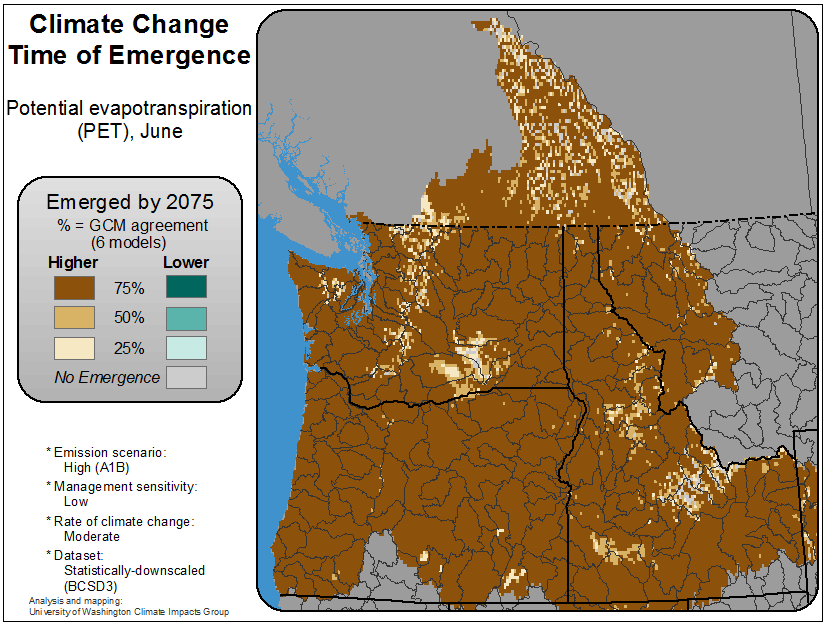 Climate Change
Time of Emergence
Potential evapotranspiration
(PET), June
Emerged by 2075
% = GCM agreement
(6 models)
Higher Lower
75%
50%
25%
No Emergence
* Emission scenario:
High (A1B)
* Management sensitivity:
Low
* Rate of climate change:
Moderate
* Dataset:
Statistically-downscaled
(BCSD3)
Analysis and mapping:
University of Washington Climate Impacts Group